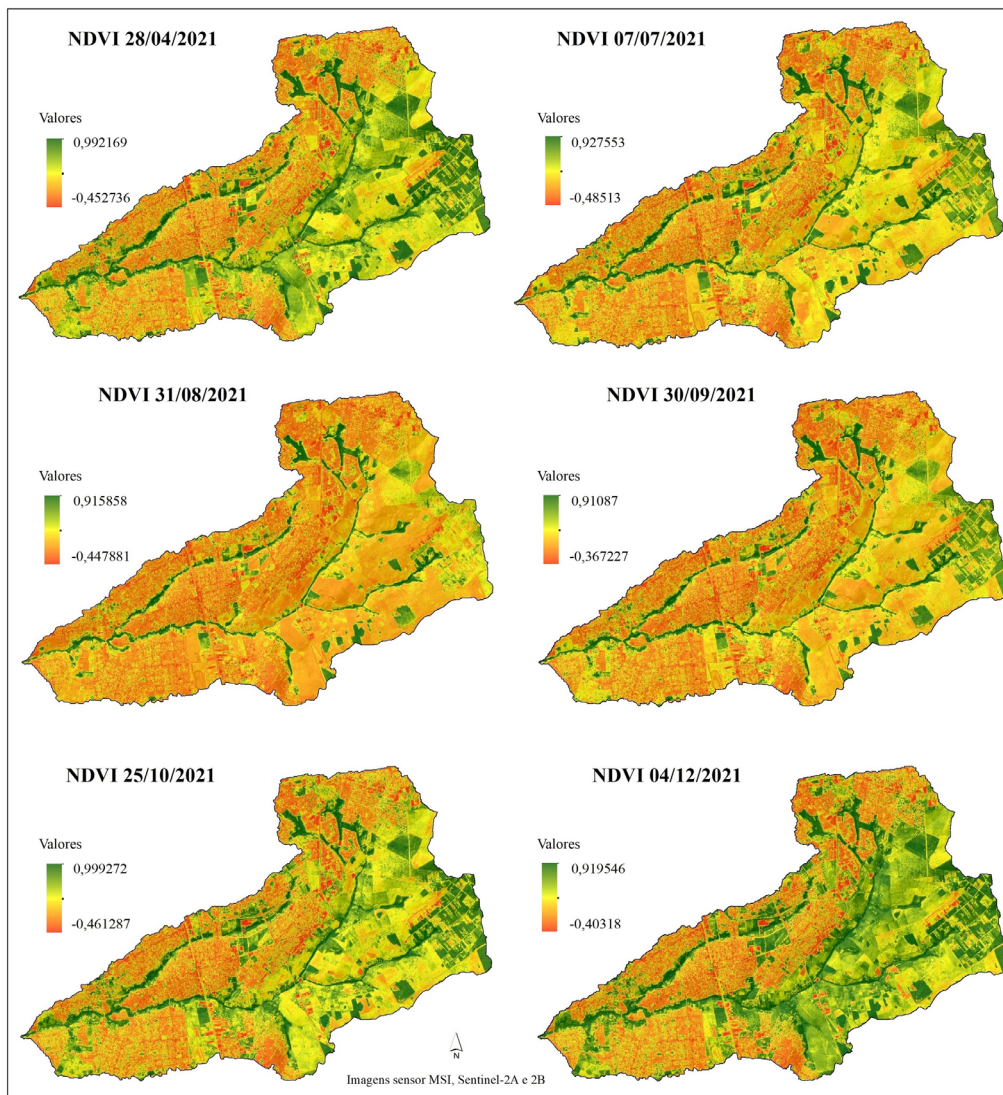 NDVI 28/04/2021
Valores
0,992169
-0,452736
NDVI 07/07/2021
Valores
0,927553
-0,48513
NDVI 31/08/2021
Valores
0,915858
-0,447881
NDVI 30/09/2021
Valores
0,91087
-0,367227
NDVI 25/10/2021
Valores
0,999272
-0,461287
NDVI 04/12/2021
Valores
0,919546
-0,40318
N
Imagens sensor MSI, Sentinel-2A e 2B